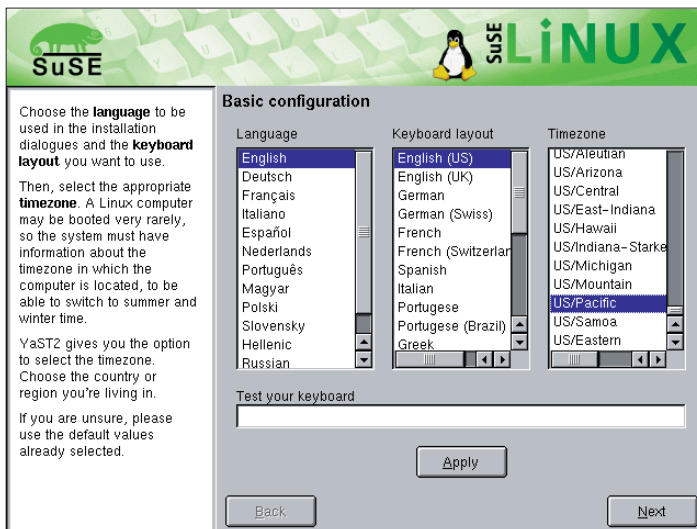 SuSE
SuSE LiNUX
Choose the language to be
used in the installation
dialogues and the keyboard
layout you want to use.
Then, select the appropriate
timezone. A Linux computer
may be booted very rarely,
so the system must have
information about the
timezone in which the
computer is located, to be
able to switch to summer and
winter time.
YaST2 gives you the option
to select the timezone.
Choose the country or
region you're living in.
If you are unsure, please
use the default values
already selected.
Basic configuration
Language
English
Deutsch
Français
Italiano
Español
Nederlands
Português
Magyar
Polski
Slovensky
Hellenic
Russian
Keyboard layout
English (US)
English (UK)
German
German (Swiss)
French
French (Switzerlan
Spanish
Italian
Portugese
Portugese (Brazil)
Greek
Timezone
US/Aleutian
US/Arizona
US/Central
US/East-Indiana
US/Hawaii
US/Indiana-Starke
US/Michigan
US/Mountain
US/Pacific
US/Samoa
US/Eastern
Test your keyboard
Apply
Back
Next